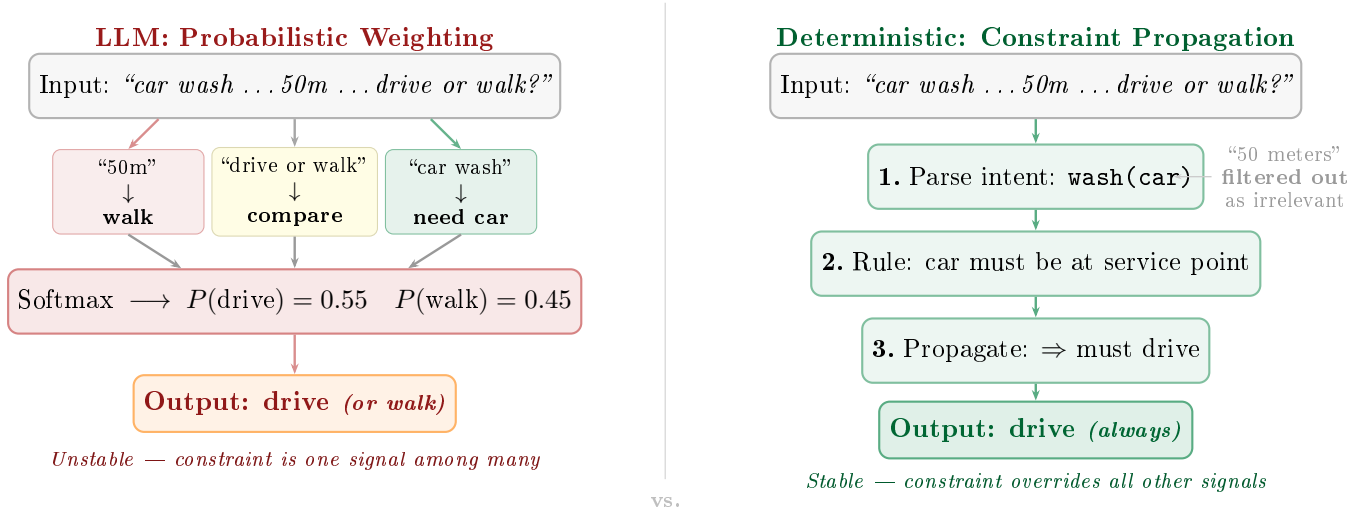 LLM: Probabilistic Weighting
Input: “car wash ... 50m ... drive or walk?”
“50m”
↓
walk
“drive or walk”
↓
compare
“car wash”
↓
need car
Softmax ⟶ P(drive) = 0.55 P(walk) = 0.45
Output: drive (or walk)
Unstable — constraint is one signal among many
vs.
Deterministic: Constraint Propagation
Input: “car wash ... 50m ... drive or walk?”
1. Parse intent: wash(car)
“50 meters”
filtered out
as irrelevant
2. Rule: car must be at service point
3. Propagate: ⇒ must drive
Output: drive (always)
Stable — constraint overrides all other signals